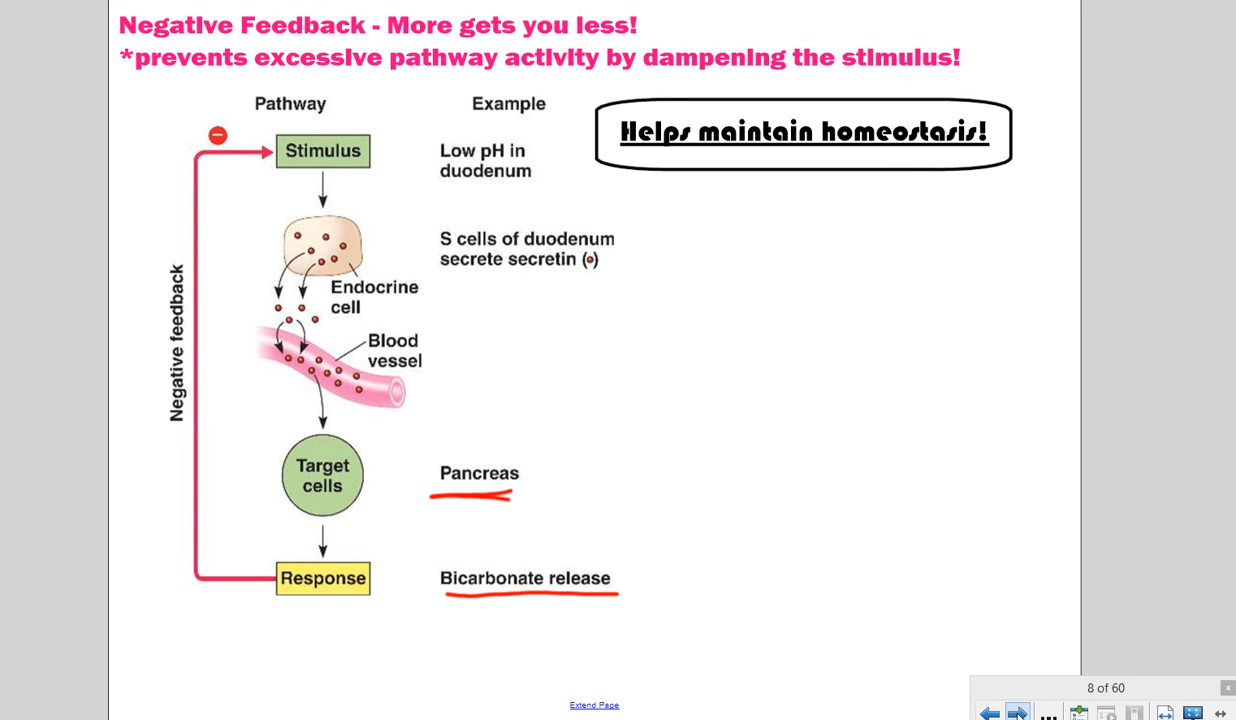 Negative Feedback - More gets you less!
*prevents excessive pathway activity by dampening the stimulus!
Pathway
Example
Helps maintain homeostasis!
Stimulus
Low pH in
duodenum
S cells of duodenum
secrete secretin ( )
Endocrine
cell
Blood
vessel
Negative feedback
Target
cells
Pancreas
Response
Bicarbonate release
Extend Page
8 of 60